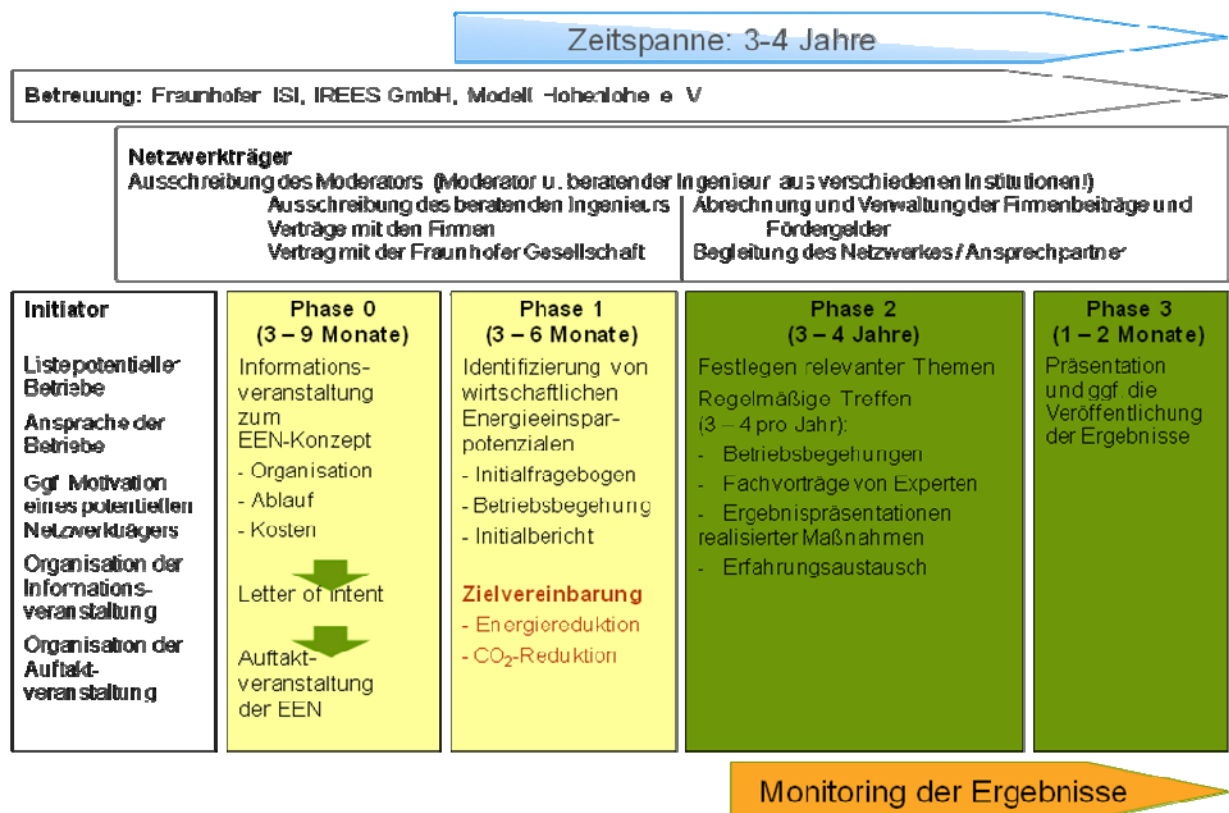 Zeitspanne: 3-4 Jahre
Betreuung: Fraunhofer ISI, IREES GmbH, Modell Hohenlohe e. V
Netzwerkträger
Ausschreibung des Moderators (Moderator u. beratender Ingenieur aus verschiedenen Institutionen!)
Ausschreibung des beratenden Ingenieurs
Verträge mit den Firmen
Vertrag mit der Fraunhofer Gesellschaft
Abrechnung und Verwaltung der Firmenbeiträge und
Fördergelder
Begleitung des Netzwerkes / Ansprechpartner
Initiator
Liste potentieller
Betriebe
Ansprache der
Betriebe
Ggf. Motivation
eines potentiellen
Netzwerkträgers
Organisation der
Informations-
veranstaltung
Organisation der
Auftakt-
veranstaltung
Phase 0
(3 – 9 Monate)
Informations-
veranstaltung
zum
EEN-Konzept
- Organisation
- Ablauf
- Kosten
Letter of intent
Auftakt-
veranstaltung
der EEN
Phase 1
(3 – 6 Monate)
Identifizierung von
wirtschaftlichen
Energieeinspar-
potenzialen
- Initialfragebogen
- Betriebsbegehung
- Initialbericht
Zielvereinbarung
- Energiereduktion
- CO₂-Reduktion
Phase 2
(3 – 4 Jahre)
Festlegen relevanter Themen
Regelmäßige Treffen
(3 – 4 pro Jahr):
- Betriebsbegehungen
- Fachvorträge von Experten
- Ergebnispräsentationen
realisierter Maßnahmen
- Erfahrungsaustausch
Phase 3
(1 – 2 Monate)
Präsentation
und ggf. die
Veröffentlichung
der Ergebnisse
Monitoring der Ergebnisse